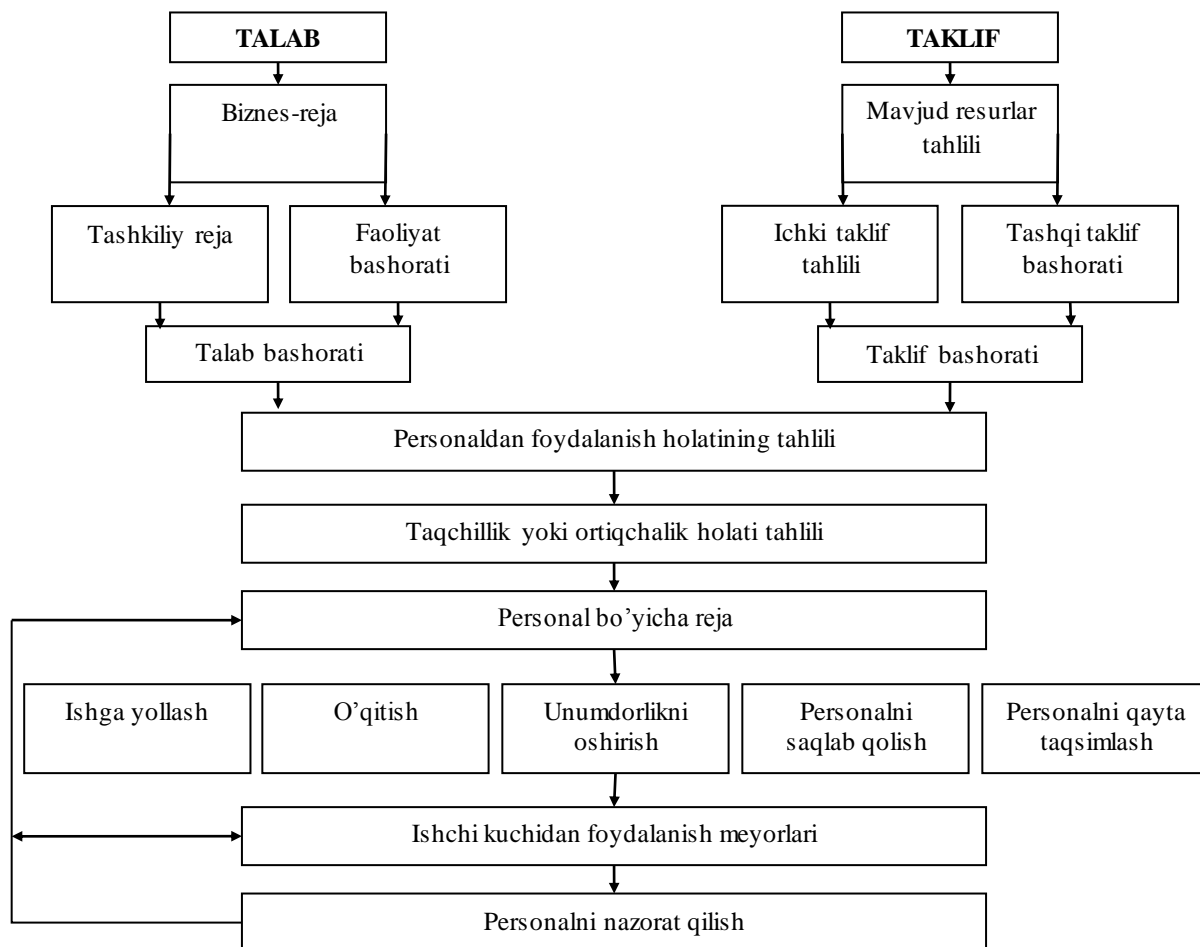 TALAB
TAKLIF
Biznes-reja
Mavjud resurlar
tahlili
Tashkiliy reja
Faoliyat
bashorati
Ichki taklif
tahlili
Tashqi taklif
bashorati
Talab bashorati
Taklif bashorati
Personaldan foydalanish holatining tahlili
Taqchillik yoki ortiqchalik holati tahlili
Personal bo’yicha reja
Ishga yollash
O’qitish
Unumdorlikni
oshirish
Personalni
saqlab qolish
Personalni qayta
taqsimlash
Ishchi kuchidan foydalanish meyorlari
Personalni nazorat qilish